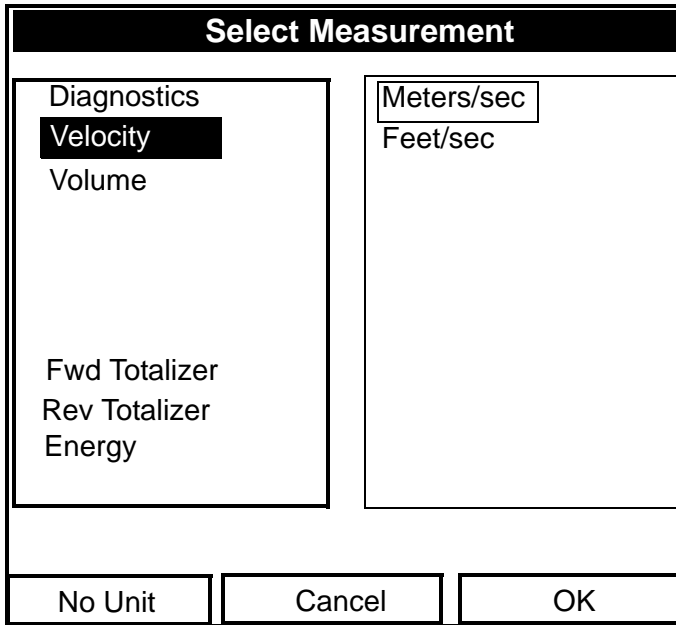 Select Measurement
Diagnostics
Velocity
Volume
Fwd Totalizer
Rev Totalizer
Energy
Meters/sec
Feet/sec
No Unit
Cancel
OK